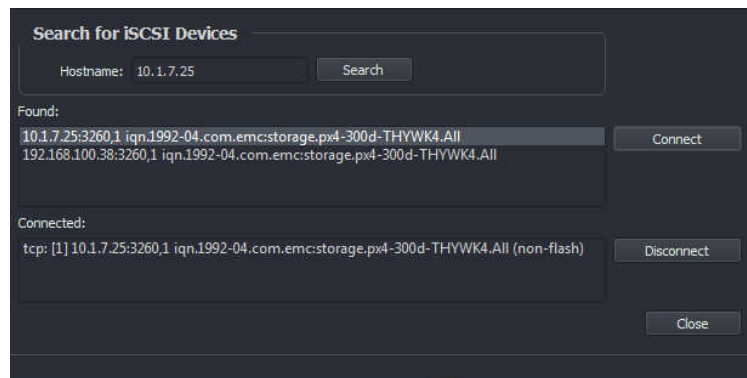 Search for iSCSI Devices
Hostname: 10.1.7.25 Search
Found:
10.1.7.25:3260,1 iqn.1992-04.com.emc:storage.px4-300d-THYWK4.All
192.168.100.38:3260,1 iqn.1992-04.com.emc:storage.px4-300d-THYWK4.All
Connect
Connected:
tcp: [1] 10.1.7.25:3260,1 iqn.1992-04.com.emc:storage.px4-300d-THYWK4.All (non-flash)
Disconnect
Close